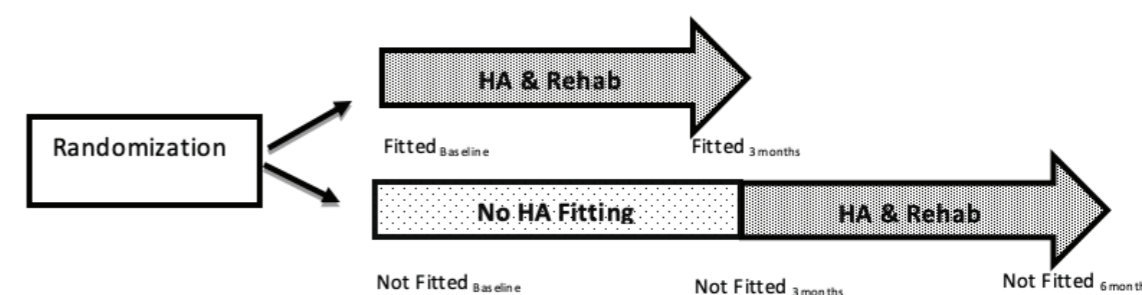 HA & Rehab
Randomization
Fitted Baseline
Fitted 3 months
No HA Fitting
HA & Rehab
Not Fitted Baseline
Not Fitted 3 months
Not Fitted 6 month